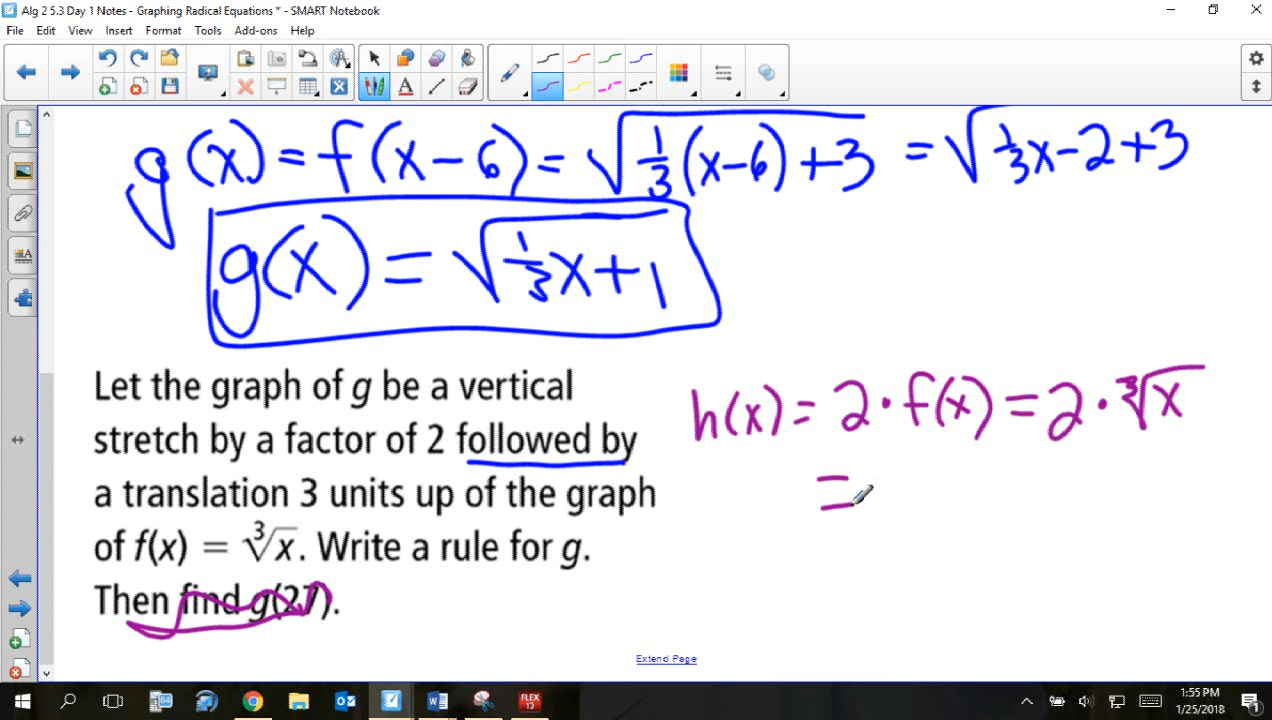 Alg 2 5.3 Day 1 Notes - Graphing Radical Equations * - SMART Notebook
File Edit View Insert Format Tools Add-ons Help
g(x) = f(x-6) = √(1/3(x-6)+3) = √(1/3x-2+3)
g(x) = √(1/3x+1)
Let the graph of g be a vertical
stretch by a factor of 2 followed by
a translation 3 units up of the graph
of f(x) = ∛x. Write a rule for g.
Then find g(27).
h(x) = 2 · f(x) = 2 · ∛x
=
Extend Page
FLEX
13
1:55 PM
1/25/2018